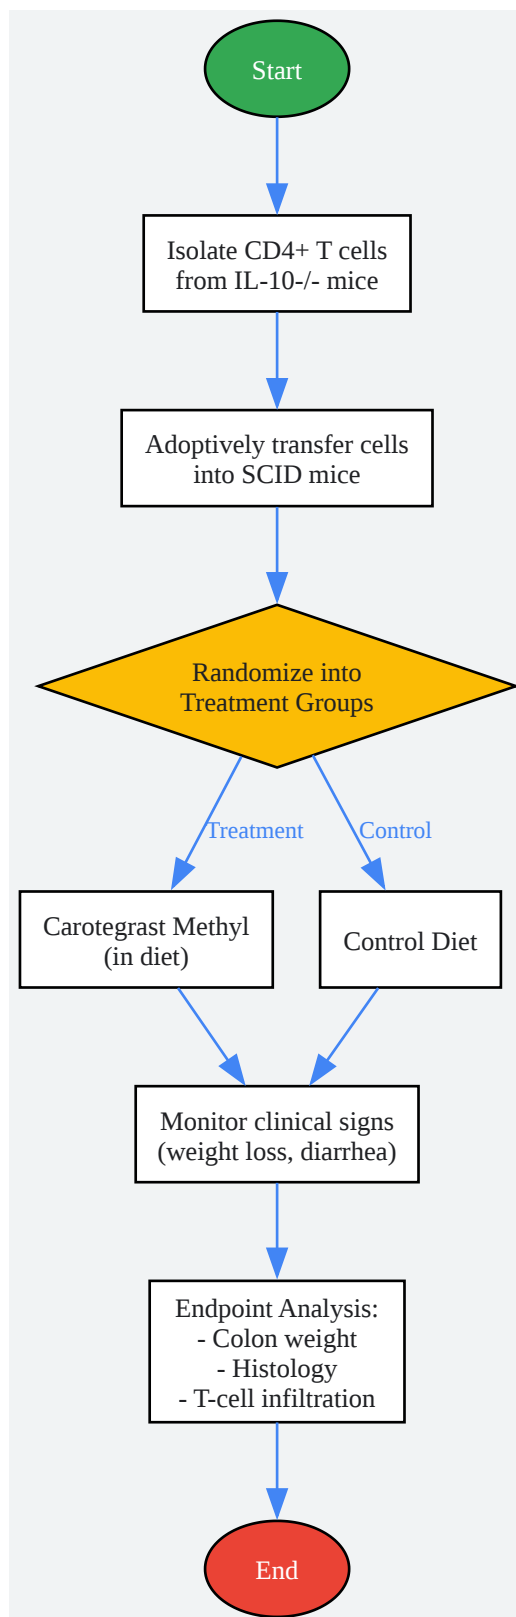 Start
Isolate CD4+ T cells
from IL-10-/- mice
Adoptively transfer cells
into SCID mice
Randomize into
Treatment Groups
Treatment
Control
Carotegrast Methyl
(in diet)
Control Diet
Monitor clinical signs
(weight loss, diarrhea)
Endpoint Analysis:
- Colon weight
- Histology
- T-cell infiltration
End